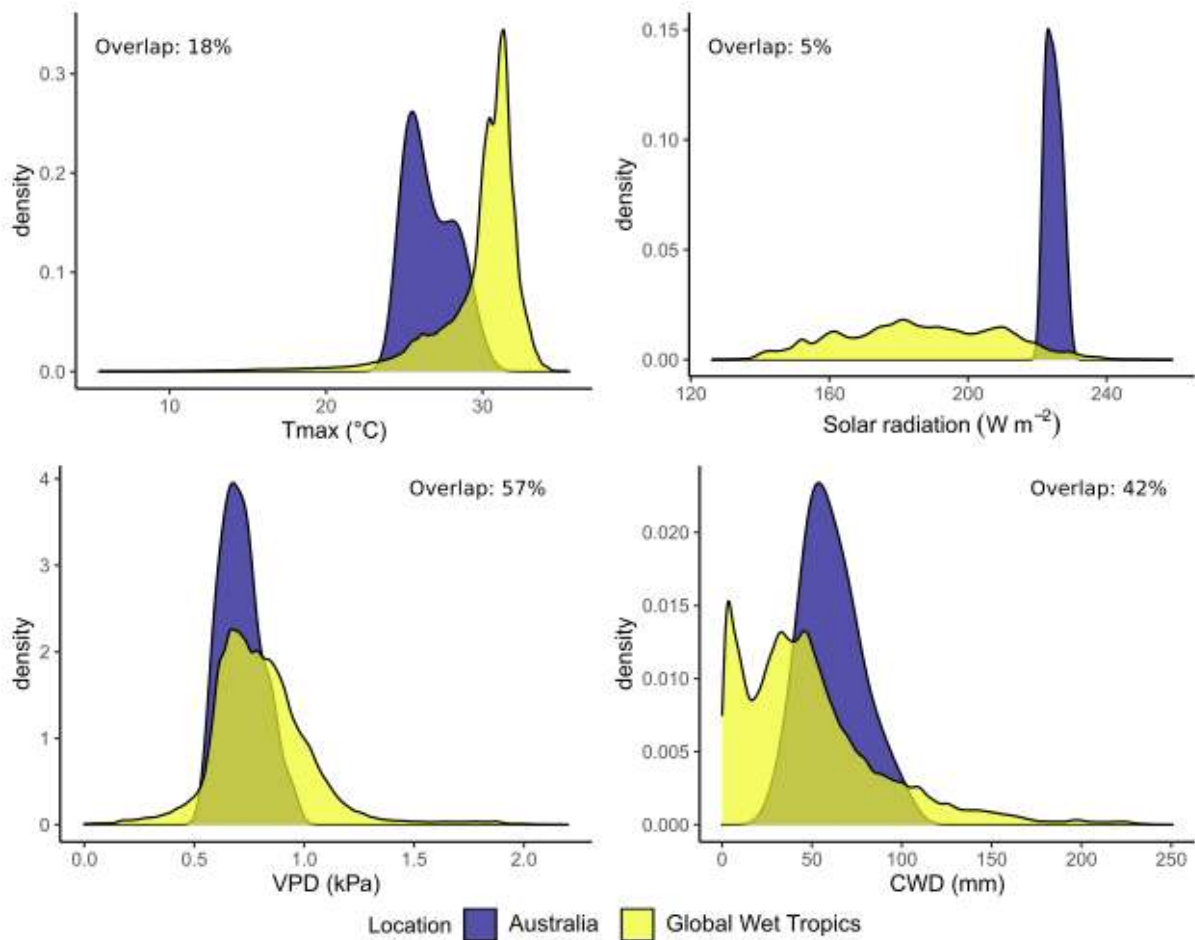 Overlap: 18%
density
0.3
0.2
0.1
0.0
10
20
30
Tmax (°C)
Overlap: 5%
density
0.15
0.10
0.05
0.00
120
160
200
240
Solar radiation (W m⁻²)
Overlap: 57%
density
4
3
2
1
0
0.0
0.5
1.0
1.5
2.0
VPD (kPa)
Overlap: 42%
density
0.020
0.015
0.010
0.005
0.000
0
50
100
150
200
250
CWD (mm)
Location Australia Global Wet Tropics